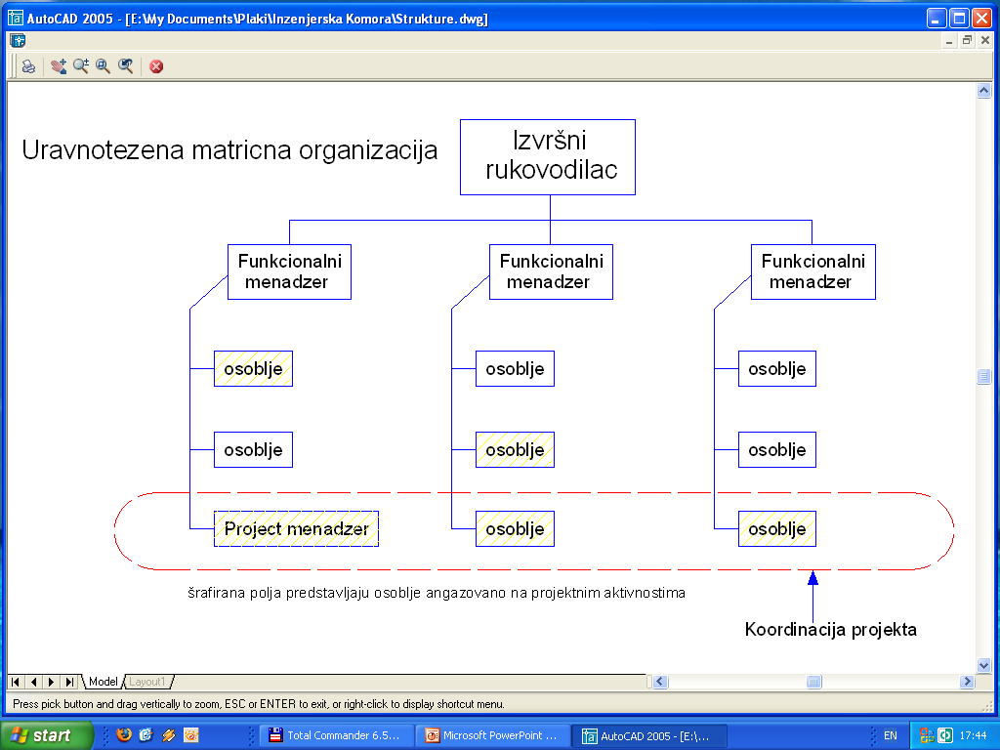 AutoCAD 2005 - [E:\My Documents\Plaki\Inzenjerska Komora\Strukture.dwg]
Uravnotezena matricna organizacija
Izvršni
rukovodilac
Funkcionalni
menadzer
Funkcionalni
menadzer
Funkcionalni
menadzer
osoblje
osoblje
osoblje
osoblje
osoblje
osoblje
Project menadzer
osoblje
osoblje
šrafirana polja predstavljaju osoblje angazovano na projektnim aktivnostima
Koordinacija projekta
Model
Layout1
Press pick button and drag vertically to zoom, ESC or ENTER to exit, or right-click to display shortcut menu.
start
Total Commander 6.5...
Microsoft PowerPoint ...
AutoCAD 2005 - [E:\...
EN
17:44